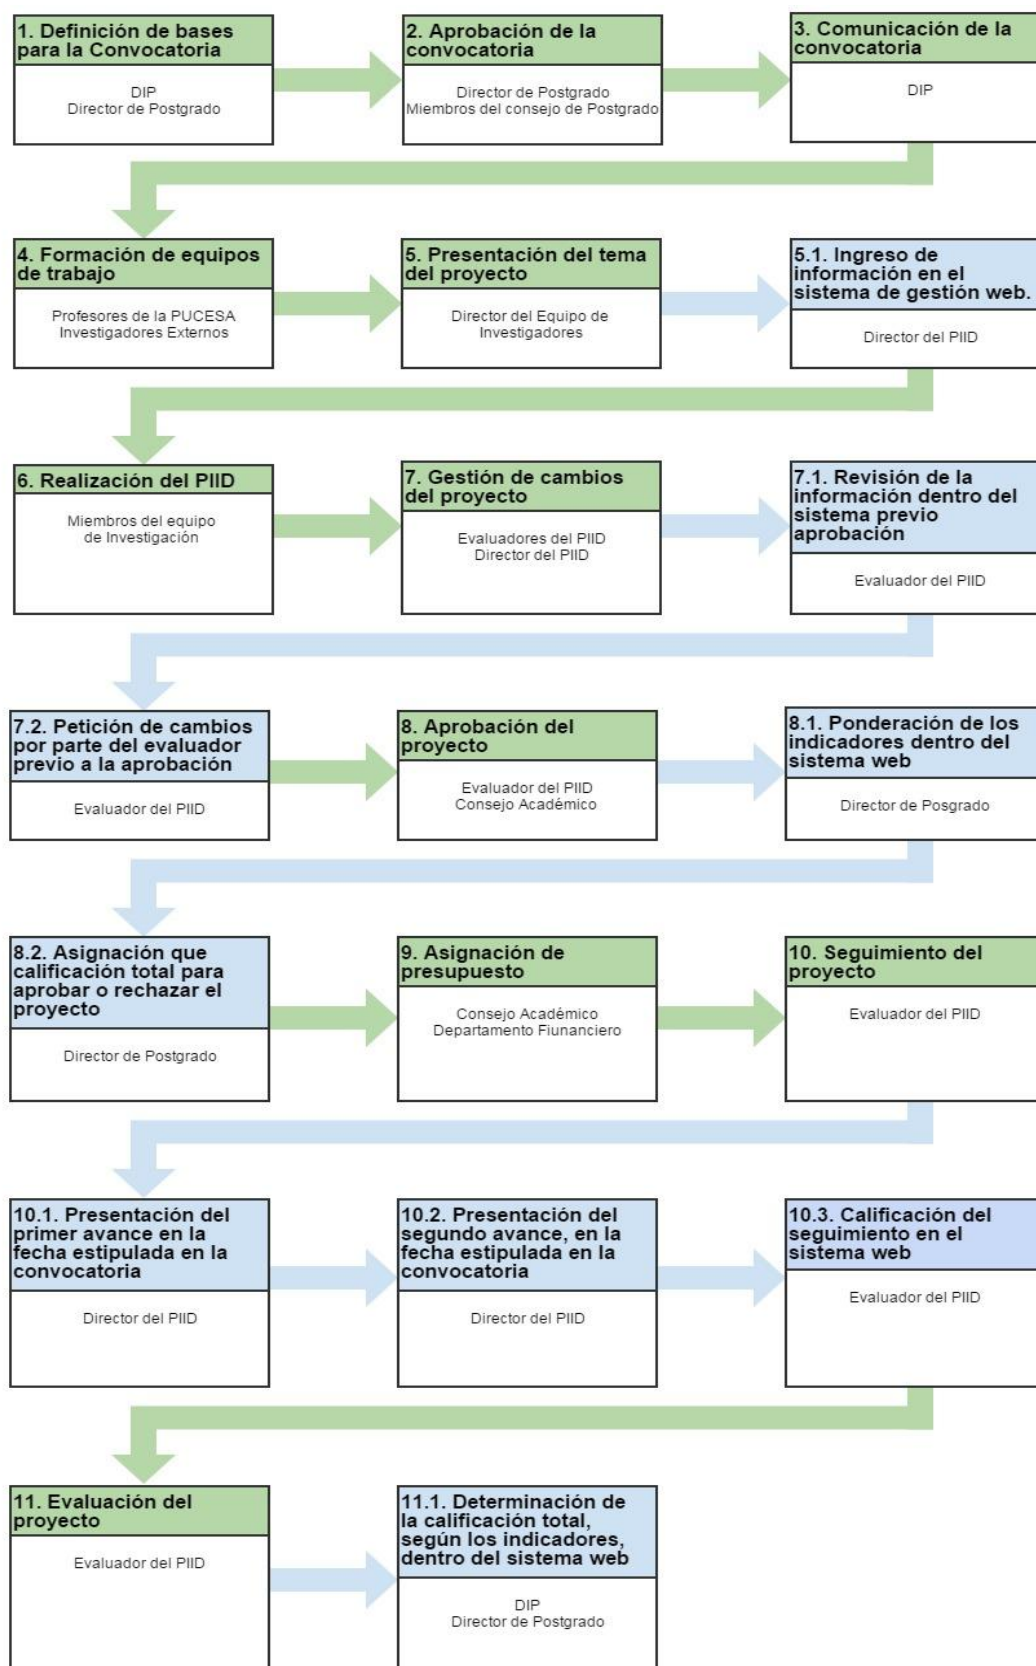 1. Definición de bases
para la Convocatoria
DIP
Director de Postgrado
2. Aprobación de la
convocatoria
Director de Postgrado
Miembros del consejo de Postgrado
3. Comunicación de la
convocatoria
DIP
4. Formación de equipos
de trabajo
Profesores de la PUCESA
Investigadores Externos
5. Presentación del tema
del proyecto
Director del Equipo de
Investigadores
5.1. Ingreso de
información en el
sistema de gestión web.
Director del PIID
6. Realización del PIID
Miembros del equipo
de Investigación
7. Gestión de cambios
del proyecto
Evaluadores del PIID
Director del PIID
7.1. Revisión de la
información dentro del
sistema previo
aprobación
Evaluador del PIID
7.2. Petición de cambios
por parte del evaluador
previo a la aprobación
Evaluador del PIID
8. Aprobación del
proyecto
Evaluador del PIID
Consejo Académico
8.1. Ponderación de los
indicadores dentro del
sistema web
Director de Posgrado
8.2. Asignación que
calificación total para
aprobar o rechazar el
proyecto
Director de Postgrado
9. Asignación de
presupuesto
Consejo Académico
Departamento Fiunanciero
10. Seguimiento del
proyecto
Evaluador del PIID
10.1. Presentación del
primer avance en la
fecha estipulada en la
convocatoria
Director del PIID
10.2. Presentación del
segundo avance, en la
fecha estipulada en la
convocatoria
Director del PIID
10.3. Calificación del
seguimiento en el
sistema web
Evaluador del PIID
11. Evaluación del
proyecto
Evaluador del PIID
11.1. Determinación de
la calificación total,
según los indicadores,
dentro del sistema web
DIP
Director de Postgrado